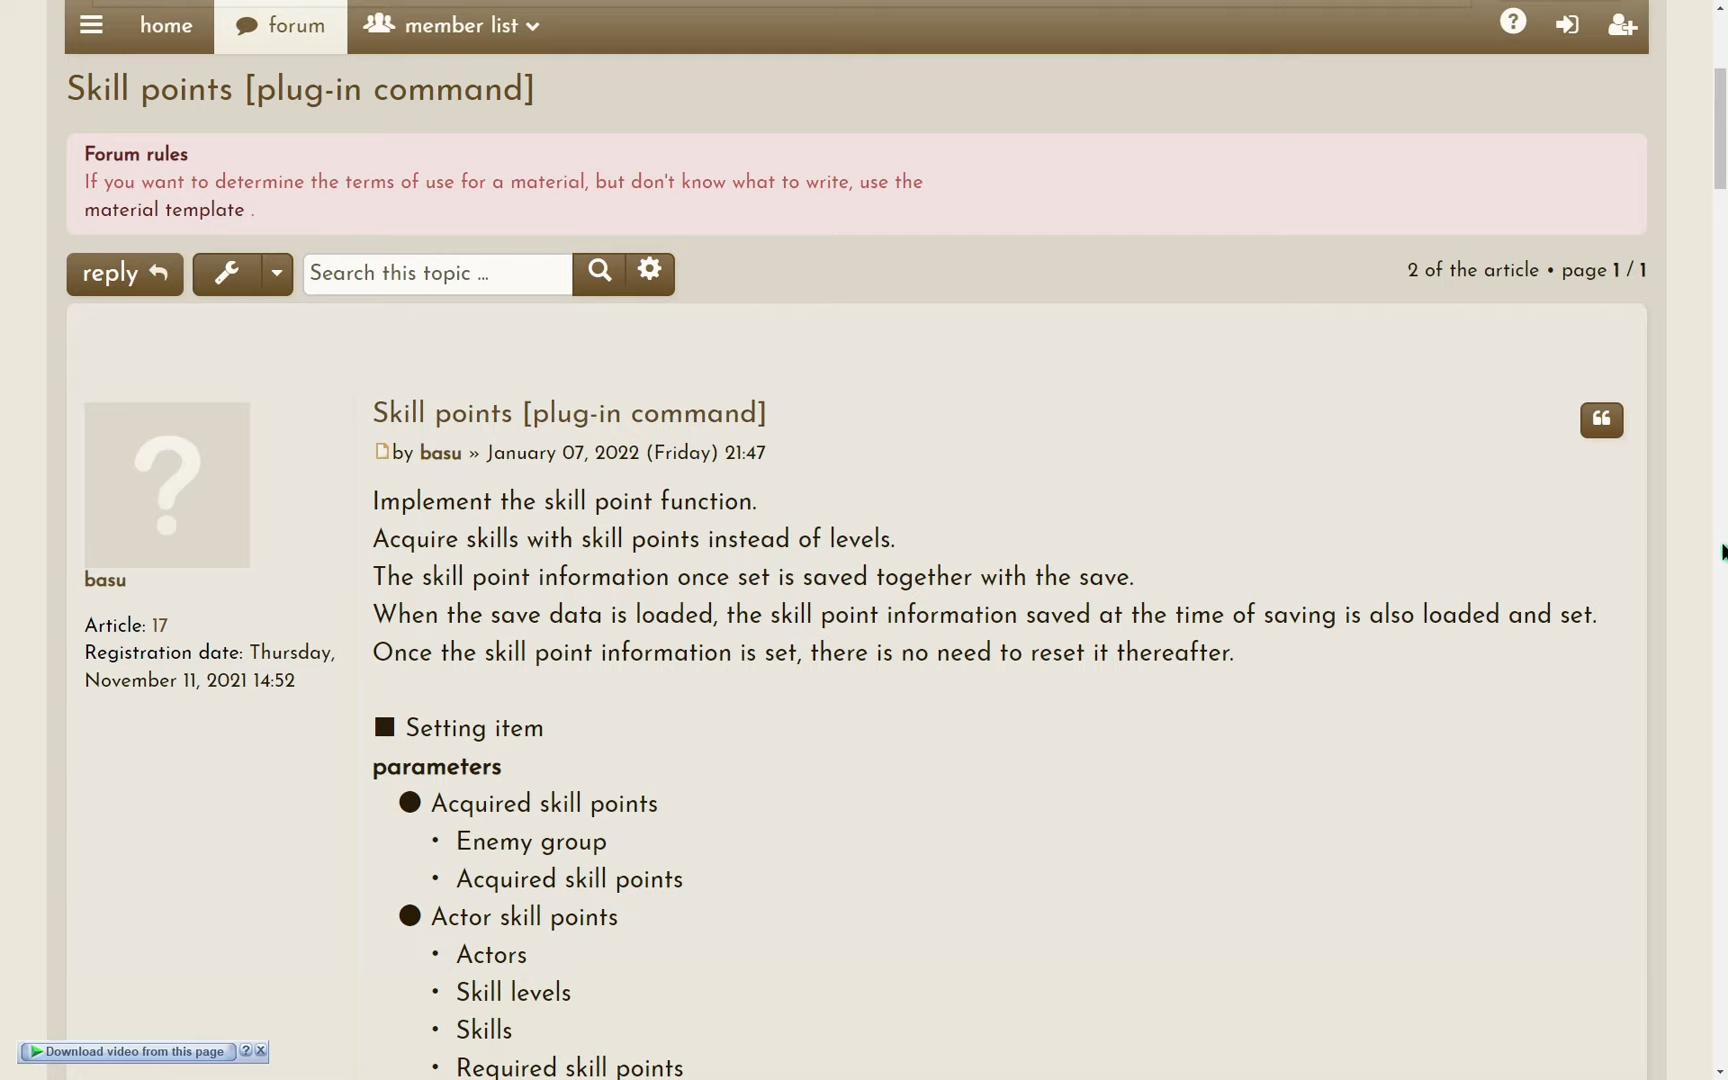 home forum member list
Skill points [plug-in command]
Forum rules
If you want to determine the terms of use for a material, but don't know what to write, use the
material template .
reply Search this topic ... 2 of the article • page 1 / 1
Skill points [plug-in command]
by basu » January 07, 2022 (Friday) 21:47
Implement the skill point function.
Acquire skills with skill points instead of levels.
The skill point information once set is saved together with the save.
When the save data is loaded, the skill point information saved at the time of saving is also loaded and set.
Once the skill point information is set, there is no need to reset it thereafter.
basu
Article: 17
Registration date: Thursday,
November 11, 2021 14:52
■ Setting item
parameters
● Acquired skill points
・ Enemy group
・ Acquired skill points
● Actor skill points
・ Actors
・ Skill levels
・ Skills
・ Required skill points
Download video from this page ? X